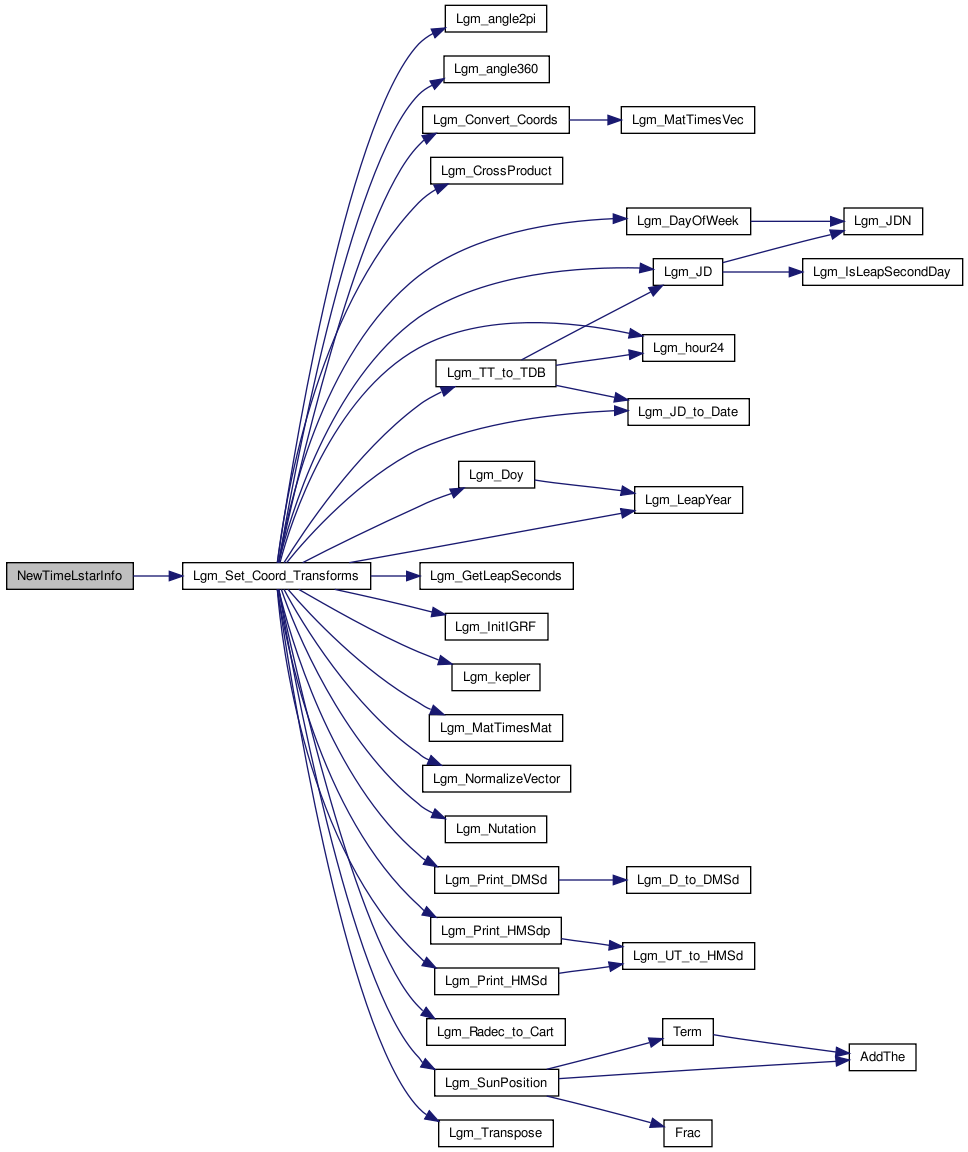 Lgm_angle2pi
Lgm_angle360
Lgm_Convert_Coords
Lgm_MatTimesVec
Lgm_CrossProduct
Lgm_DayOfWeek
Lgm_JDN
Lgm_JD
Lgm_IsLeapSecondDay
Lgm_hour24
Lgm_TT_to_TDB
Lgm_JD_to_Date
Lgm_Doy
Lgm_LeapYear
NewTimeLstarInfo
Lgm_Set_Coord_Transforms
Lgm_GetLeapSeconds
Lgm_InitIGRF
Lgm_kepler
Lgm_MatTimesMat
Lgm_NormalizeVector
Lgm_Nutation
Lgm_Print_DMSd
Lgm_D_to_DMSd
Lgm_Print_HMSdp
Lgm_UT_to_HMSd
Lgm_Print_HMSd
Lgm_Radec_to_Cart
Term
AddThe
Lgm_SunPosition
Frac
Lgm_Transpose